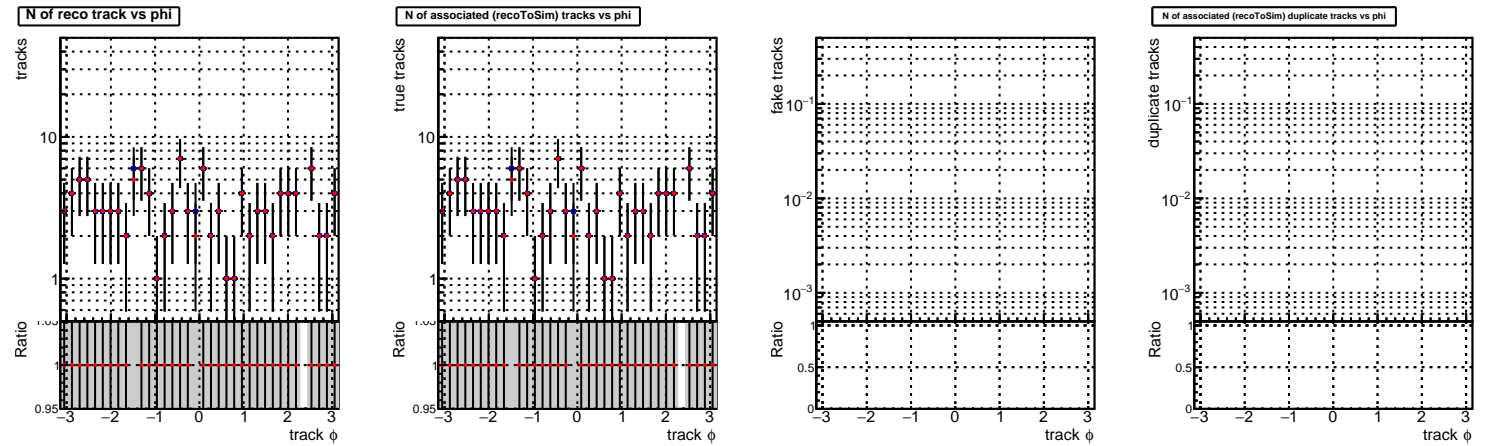 N of reco track vs phi
tracks
10
1
Ratio
1.05
1
0.95
−3 −2 −1 0 1 2 3
track ϕ
N of associated (recoToSim) tracks vs phi
true tracks
10
1
Ratio
1.05
1
0.95
−3 −2 −1 0 1 2 3
track ϕ
fake tracks
10−1
10−2
10−3
Ratio
1
0.5
0
−3 −2 −1 0 1 2 3
track ϕ
N of associated (recoToSim) duplicate tracks vs phi
duplicate tracks
10−1
10−2
10−3
Ratio
1
0.5
0
−3 −2 −1 0 1 2 3
track ϕ